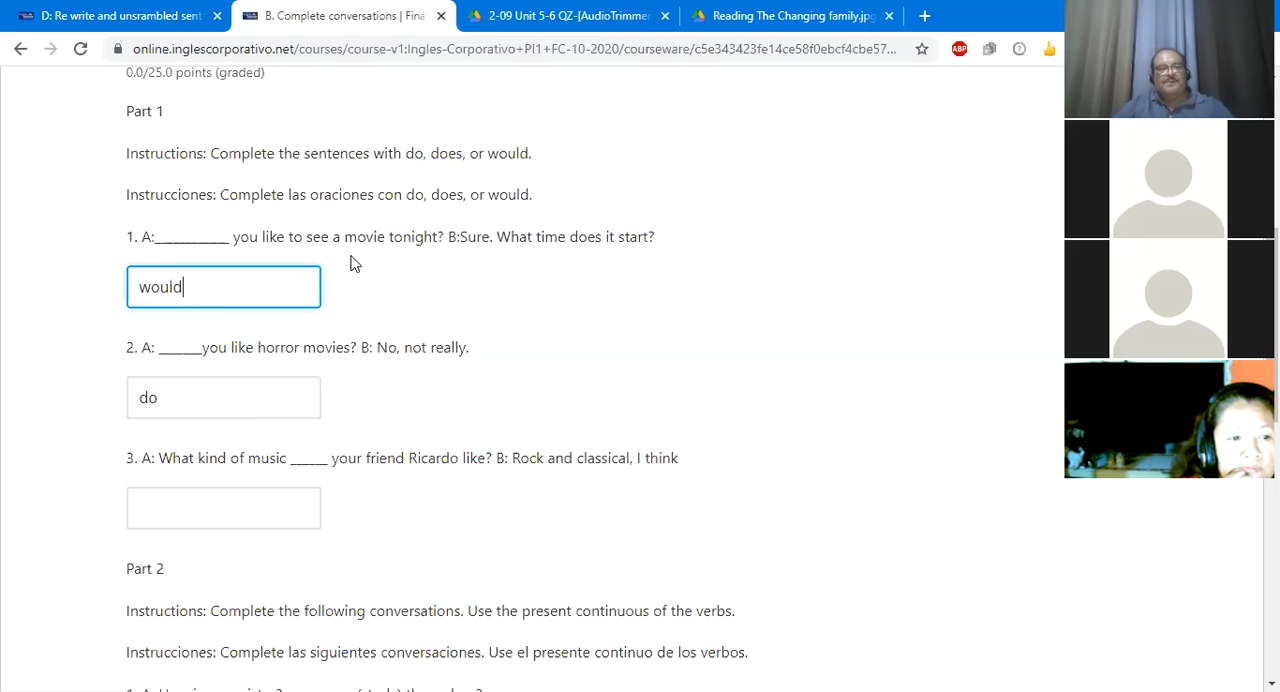 D: Re write and unsrambled sent
B. Complete conversations | Fina
2-09 Unit 5-6 QZ-[AudioTrimmer
Reading The Changing family.jpg
online.inglescorporativo.net/courses/course-v1:Ingles-Corporativo+PI1+FC-10-2020/courseware/c5e343423fe14ce58f0ebcf4cbe57...
ABP
0.0/25.0 points (graded)
Part 1
Instructions: Complete the sentences with do, does, or would.
Instrucciones: Complete las oraciones con do, does, or would.
1. A:___________ you like to see a movie tonight? B:Sure. What time does it start?
would
2. A: _______you like horror movies? B: No, not really.
do
3. A: What kind of music ______ your friend Ricardo like? B: Rock and classical, I think
Part 2
Instructions: Complete the following conversations. Use the present continuous of the verbs.
Instrucciones: Complete las siguientes conversaciones. Use el presente continuo de los verbos.